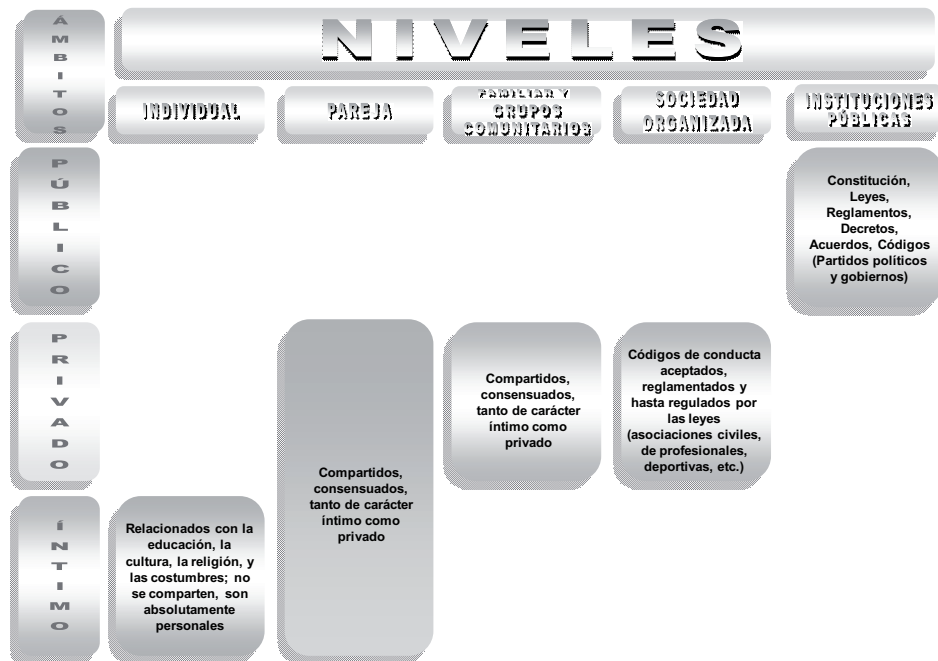 ÁMBITOS
NIVELES
INDIVIDUAL
PAREJA
FAMILIAR Y
GRUPOS
COMUNITARIOS
SOCIEDAD
ORGANIZADA
INSTITUCIONES
PÚBLICAS
PÚBLICO
Constitución,
Leyes,
Reglamentos,
Decretos,
Acuerdos, Códigos
(Partidos políticos
y gobiernos)
PRIVADO
Compartidos,
consensuados,
tanto de carácter
íntimo como
privado
Compartidos,
consensuados,
tanto de carácter
íntimo como
privado
Códigos de conducta
aceptados,
reglamentados y
hasta regulados por
las leyes
(asociaciones civiles,
de profesionales,
deportivas, etc.)
ÍNTIMO
Relacionados con la
educación, la
cultura, la religión, y
las costumbres; no
se comparten, son
absolutamente
personales